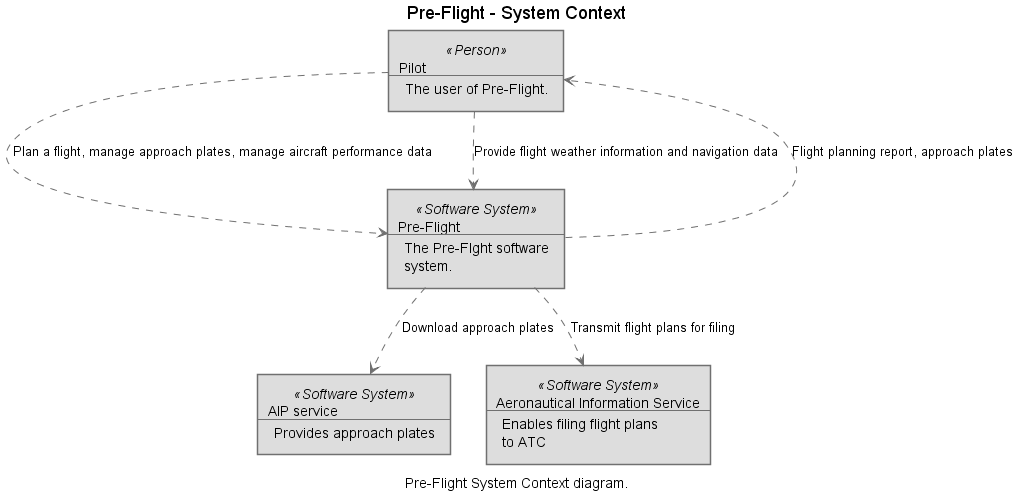 Pre-Flight - System Context
«Person»
Pilot
The user of Pre-Flight.
Plan a flight, manage approach plates, manage aircraft performance data
Provide flight weather information and navigation data
Flight planning report, approach plates
«Software System»
Pre-Flight
The Pre-Flght software
system.
Download approach plates
Transmit flight plans for filing
«Software System»
AIP service
Provides approach plates
«Software System»
Aeronautical Information Service
Enables filing flight plans
to ATC
Pre-Flight System Context diagram.